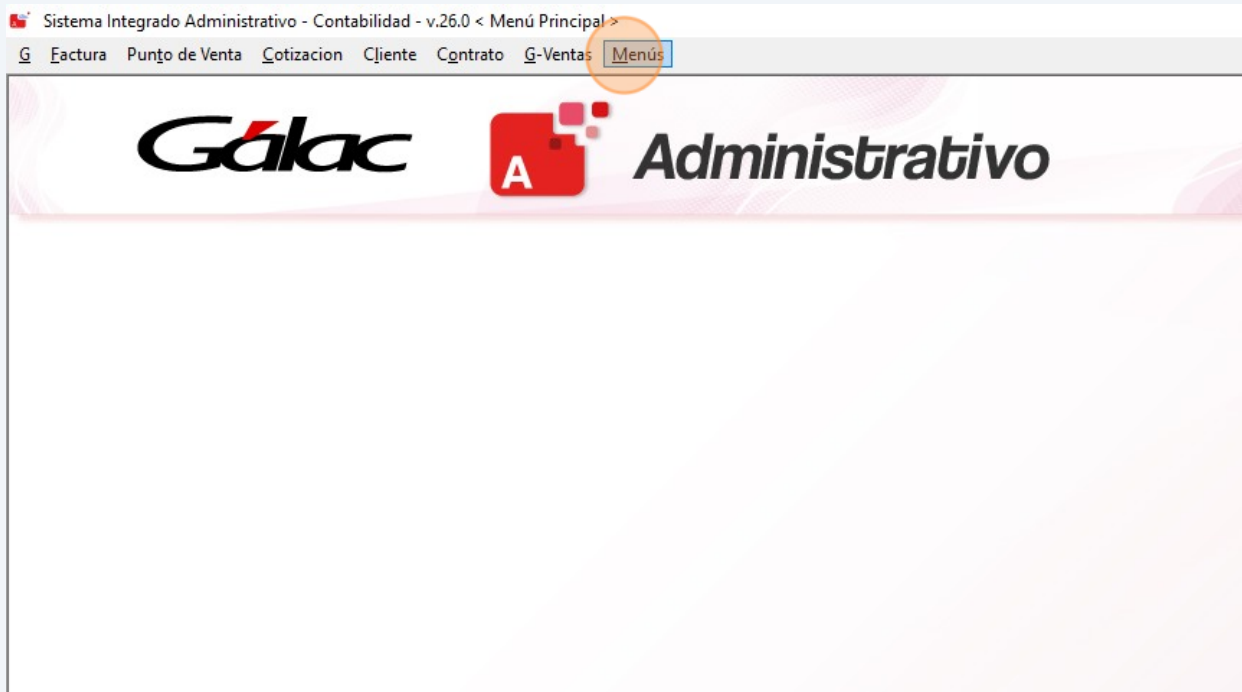 Sistema Integrado Administrativo - Contabilidad - v.26.0 < Menú Principal >
G Factura Punto de Venta Cotizacion Cliente Contrato G-Ventas Menús
Gálac A Administrativo